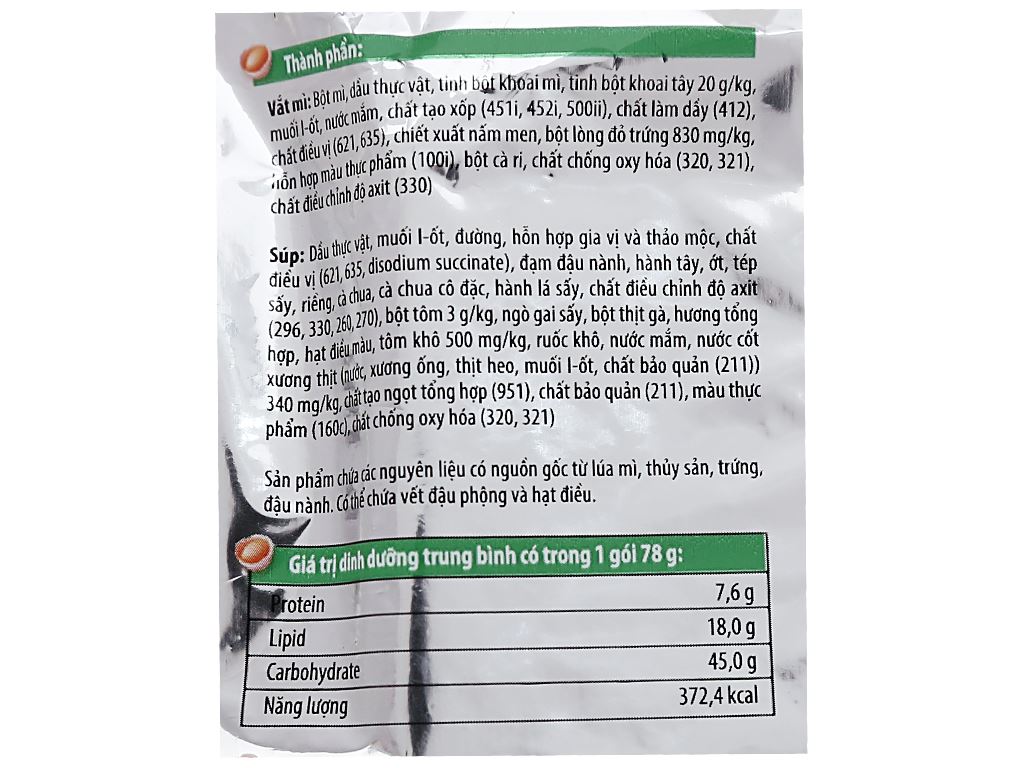 Thành phần:
Vắt mì: Bột mì, dầu thực vật, tinh bột khoai mì, tinh bột khoai tây 20 g/kg,
muối I-ốt, nước mắm, chất tạo xốp (451i, 452i, 500ii), chất làm dầy (412),
chất điều vị (621, 635), chiết xuất nấm men, bột lòng đỏ trứng 830 mg/kg,
hỗn hợp màu thực phẩm (100i), bột cà ri, chất chống oxy hóa (320, 321),
chất điều chỉnh độ axit (330)
Súp: Dầu thực vật, muối I-ốt, đường, hỗn hợp gia vị và thảo mộc, chất
điều vị (621, 635, disodium succinate), đạm đậu nành, hành tây, ớt, tép
sấy, riềng, cà chua, cà chua cô đặc, hành lá sấy, chất điều chỉnh độ axit
(296, 330, 260, 270), bột tôm 3 g/kg, ngò gai sấy, bột thịt gà, hương tổng
hợp, hạt điều màu, tôm khô 500 mg/kg, ruốc khô, nước mắm, nước cốt
xương thịt (nước, xương ống, thịt heo, muối I-ốt, chất bảo quản (211))
340 mg/kg, chất tạo ngọt tổng hợp (951), chất bảo quản (211), màu thực
phẩm (160c), chất chống oxy hóa (320, 321)
Sản phẩm chứa các nguyên liệu có nguồn gốc từ lúa mì, thủy sản, trứng,
đậu nành. Có thể chứa vết đậu phộng và hạt điều.
Giá trị dinh dưỡng trung bình có trong 1 gói 78 g:
Protein 7,6 g
Lipid 18,0 g
Carbohydrate 45,0 g
Năng lượng 372,4 kcal